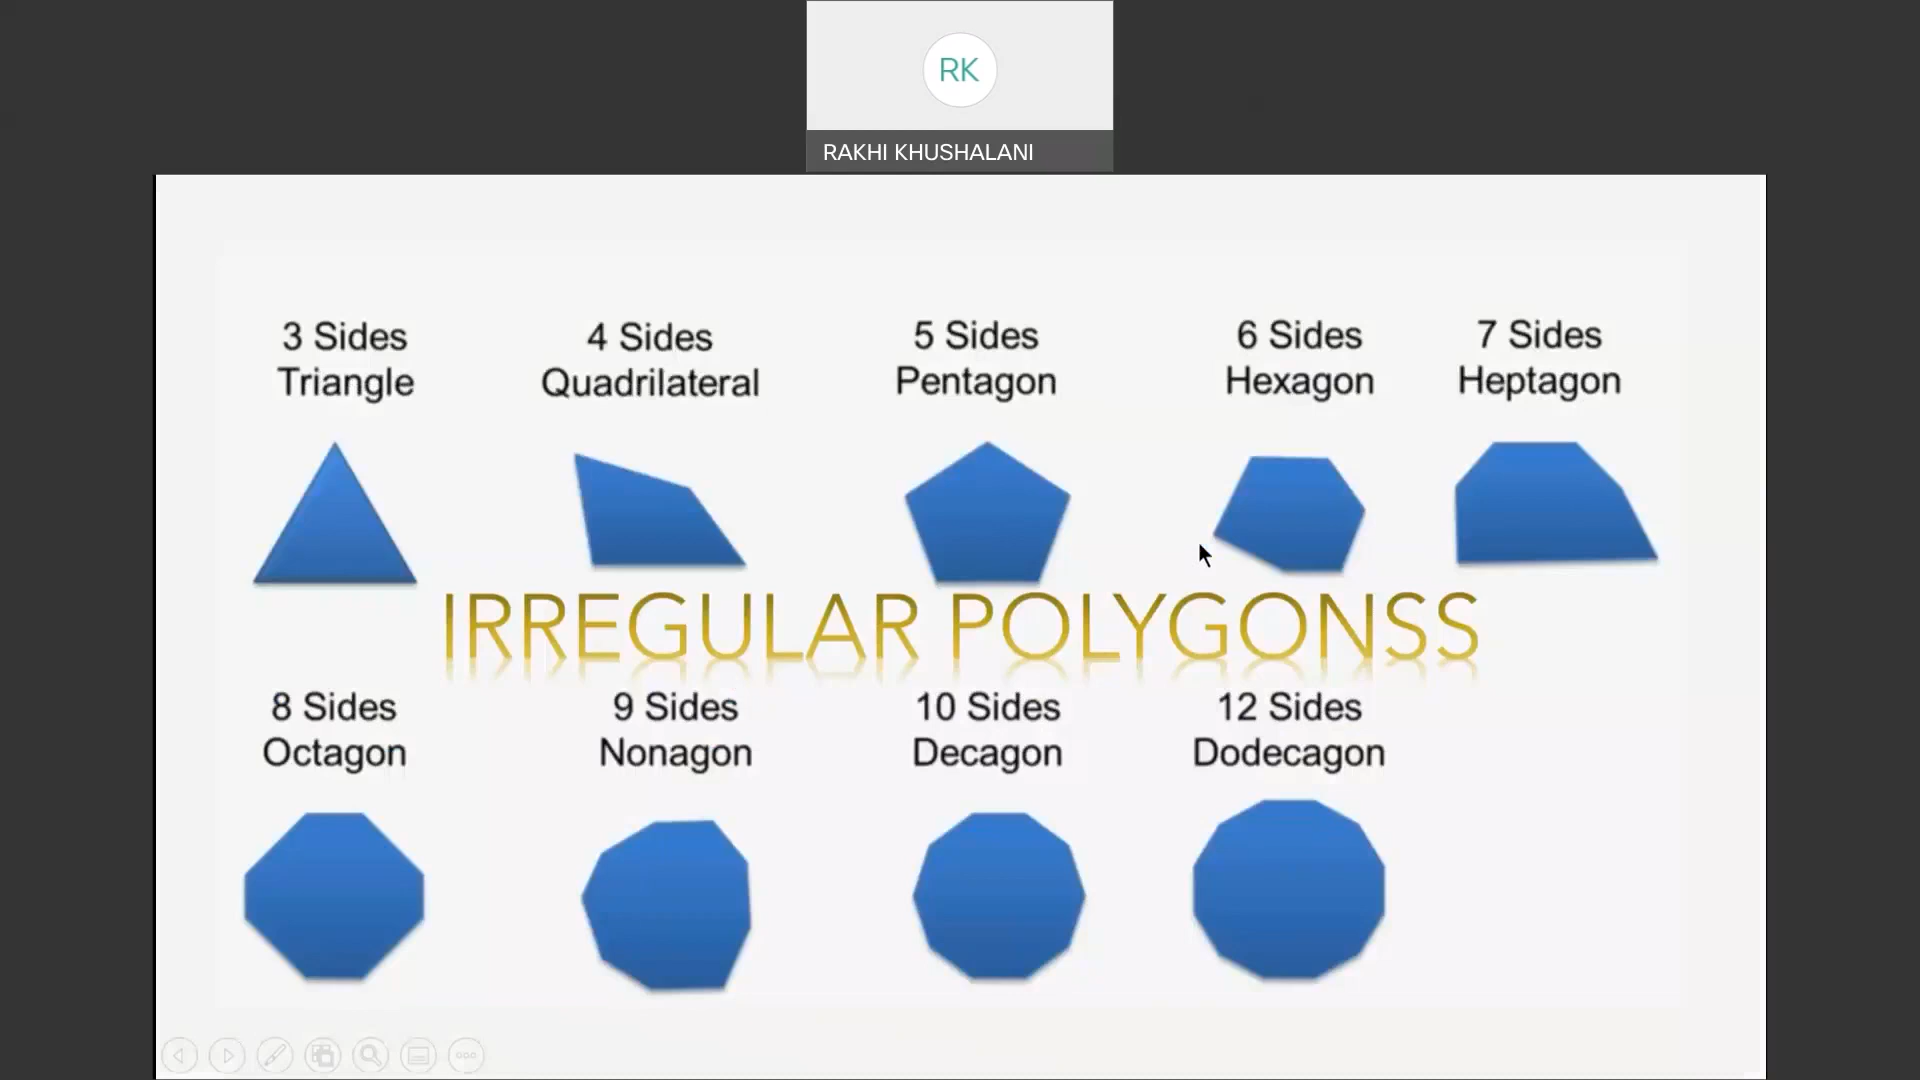 RK
RAKHI KHUSHALANI
3 Sides
Triangle
4 Sides
Quadrilateral
5 Sides
Pentagon
6 Sides
Hexagon
7 Sides
Heptagon
IRREGULAR POLYGONSS
8 Sides
Octagon
9 Sides
Nonagon
10 Sides
Decagon
12 Sides
Dodecagon